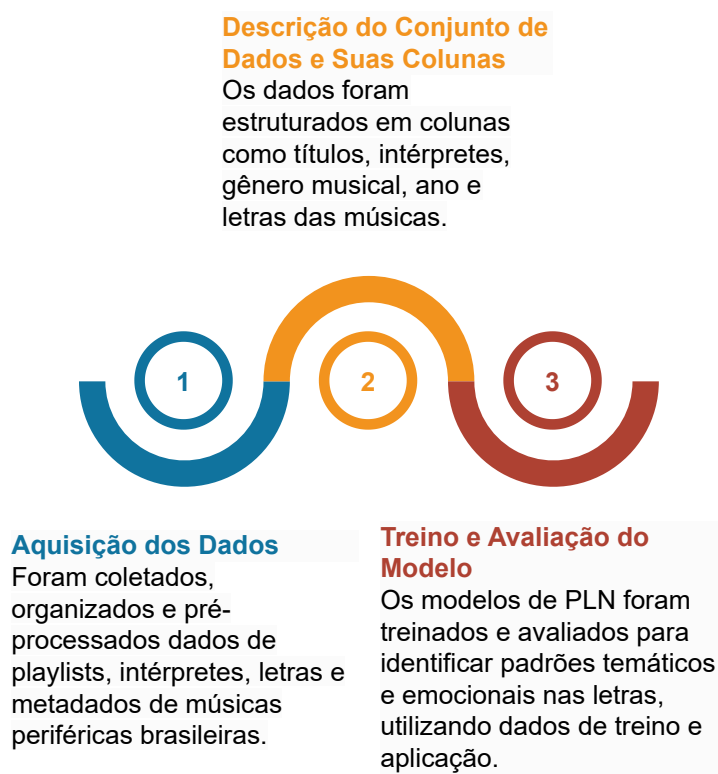 Descrição do Conjunto de
Dados e Suas Colunas
Os dados foram
estruturados em colunas
como títulos, intérpretes,
gênero musical, ano e
letras das músicas.
1
2
3
Aquisição dos Dados
Foram coletados,
organizados e pré-
processados dados de
playlists, intérpretes, letras e
metadados de músicas
periféricas brasileiras.
Treino e Avaliação do
Modelo
Os modelos de PLN foram
treinados e avaliados para
identificar padrões temáticos
e emocionais nas letras,
utilizando dados de treino e
aplicação.